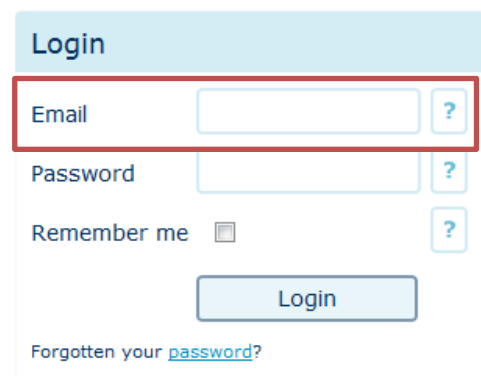 Login
Email ?
Password ?
Remember me ?
Login
Forgotten your password?